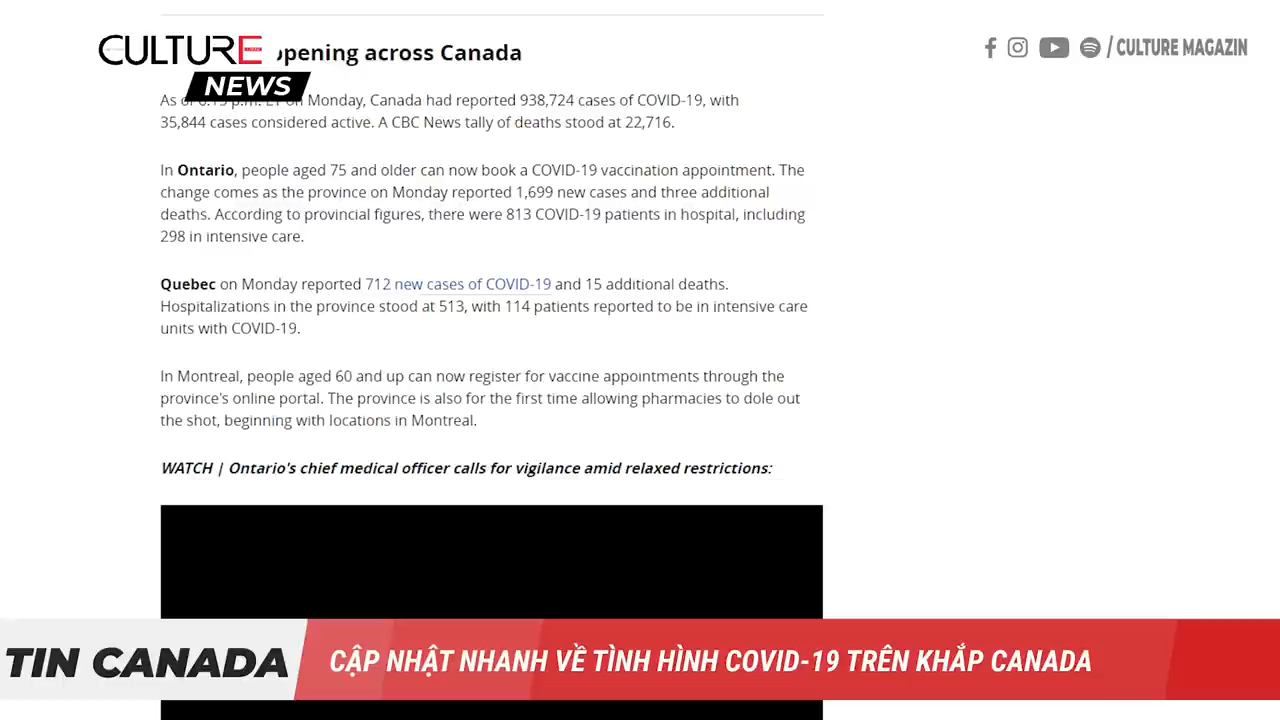 CULTURE
NEWS
/ CULTURE MAGAZIN
pening across Canada
As of 6:15 p.m. ET on Monday, Canada had reported 938,724 cases of COVID-19, with
35,844 cases considered active. A CBC News tally of deaths stood at 22,716.
In Ontario, people aged 75 and older can now book a COVID-19 vaccination appointment. The
change comes as the province on Monday reported 1,699 new cases and three additional
deaths. According to provincial figures, there were 813 COVID-19 patients in hospital, including
298 in intensive care.
Quebec on Monday reported 712 new cases of COVID-19 and 15 additional deaths.
Hospitalizations in the province stood at 513, with 114 patients reported to be in intensive care
units with COVID-19.
In Montreal, people aged 60 and up can now register for vaccine appointments through the
province's online portal. The province is also for the first time allowing pharmacies to dole out
the shot, beginning with locations in Montreal.
WATCH | Ontario's chief medical officer calls for vigilance amid relaxed restrictions:
TIN CANADA
CẬP NHẬT NHANH VỀ TÌNH HÌNH COVID-19 TRÊN KHẮP CANADA